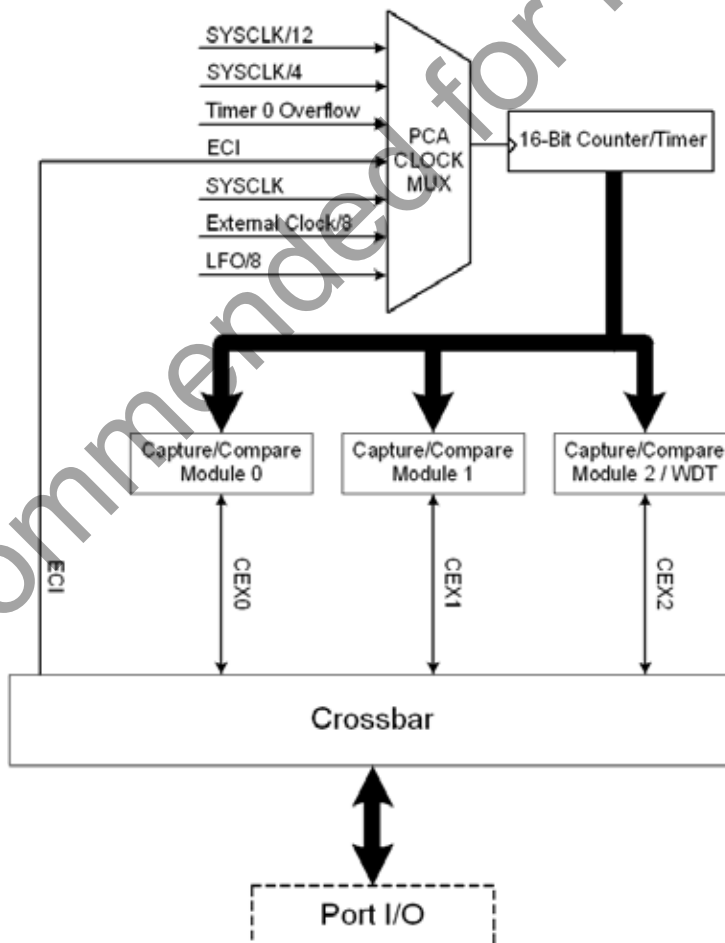 SYSCLK/12
SYSCLK/4
Timer 0 Overflow
ECI
SYSCLK
External Clock/8
LFO/8
PCA
CLOCK
MUX
16-Bit Counter/Timer
Capture/Compare
Module 0
Capture/Compare
Module 1
Capture/Compare
Module 2 / WDT
ECI
CEX0
CEX1
CEX2
Crossbar
Port I/O
ommended for